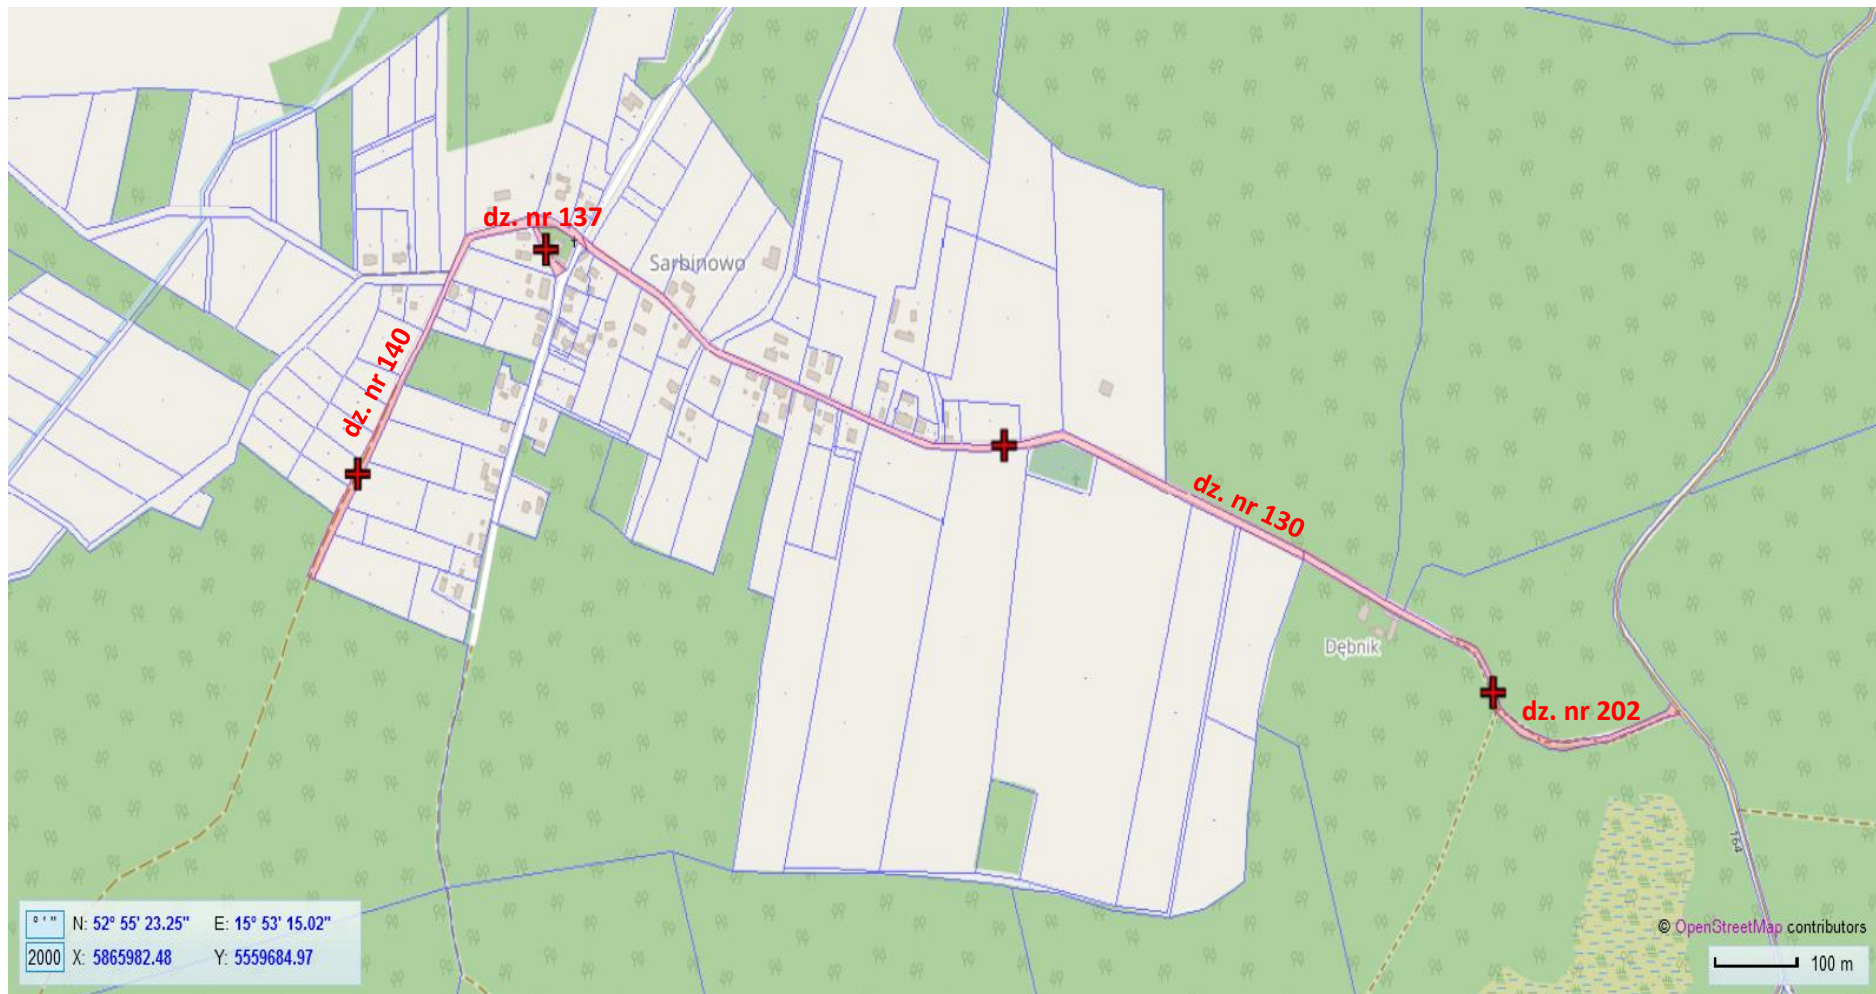 dz. nr 137
Sarbinowo
dz. nr 140
dz. nr 130
Dębnik
dz. nr 202
164
° ' " N: 52° 55' 23.25" E: 15° 53' 15.02"
2000 X: 5865982.48 Y: 5559684.97
© OpenStreetMap contributors
100 m